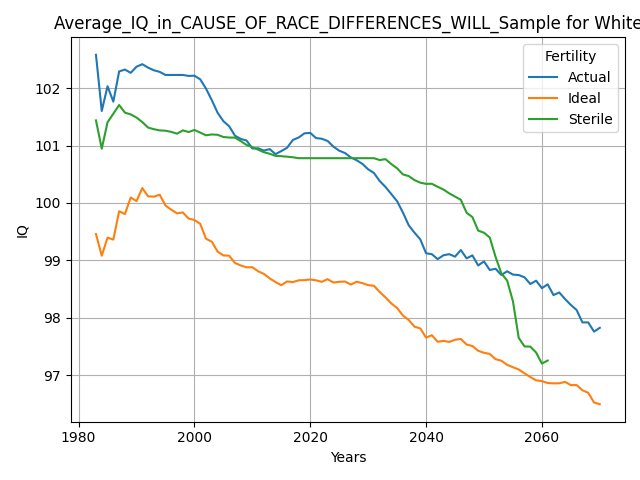 Average_IQ_in_CAUSE_OF_RACE_DIFFERENCES_WILL_Sample for White
Fertility
Actual
Ideal
Sterile
102
101
100
99
98
97
IQ
1980
2000
2020
2040
2060
Years